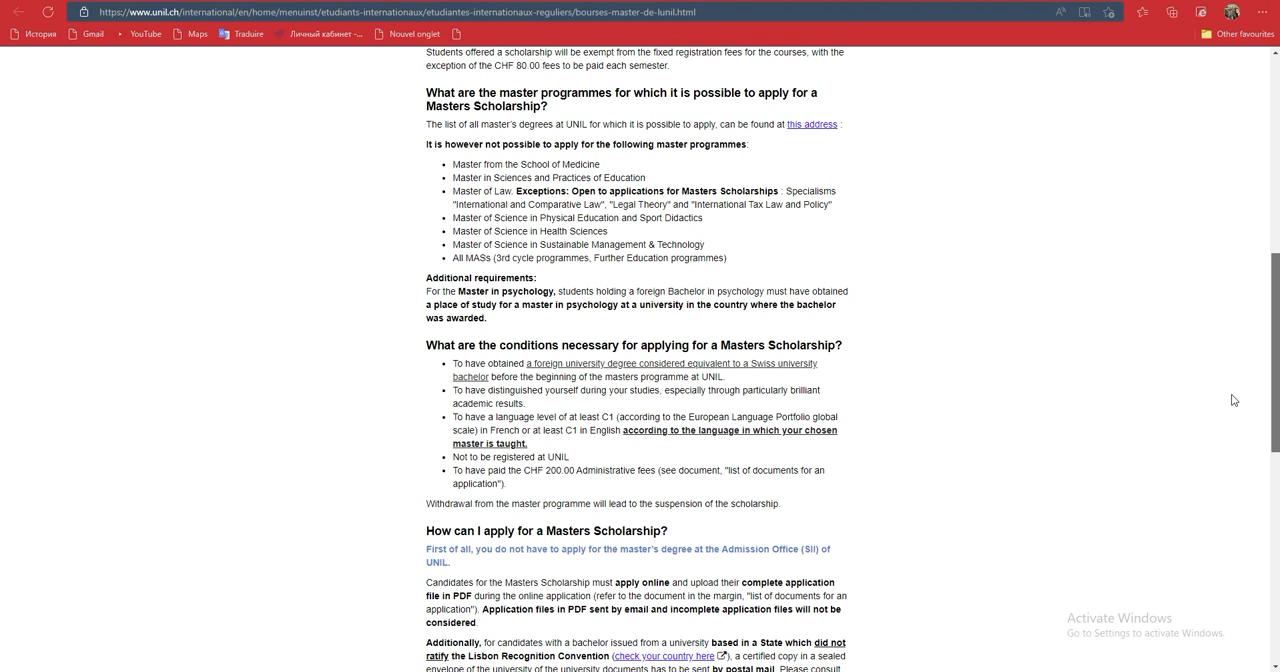 https://www.unil.ch/international/en/home/menuinst/etudiants-internationaux/etudiantes-internationaux-reguliers/bourses-master-de-lunil.html
История Gmail YouTube Maps Traduire Личный кабинет -... Nouvel onglet Other favourites
Students offered a scholarship will be exempt from the fixed registration fees for the courses, with the
exception of the CHF 80.00 fees to be paid each semester.
What are the master programmes for which it is possible to apply for a
Masters Scholarship?
The list of all master's degrees at UNIL for which it is possible to apply, can be found at this address :
It is however not possible to apply for the following master programmes:
• Master from the School of Medicine
• Master in Sciences and Practices of Education
• Master of Law. Exceptions: Open to applications for Masters Scholarships : Specialisms
"International and Comparative Law", "Legal Theory" and "International Tax Law and Policy"
• Master of Science in Physical Education and Sport Didactics
• Master of Science in Health Sciences
• Master of Science in Sustainable Management & Technology
• All MASs (3rd cycle programmes, Further Education programmes)
Additional requirements:
For the Master in psychology, students holding a foreign Bachelor in psychology must have obtained
a place of study for a master in psychology at a university in the country where the bachelor
was awarded.
What are the conditions necessary for applying for a Masters Scholarship?
• To have obtained a foreign university degree considered equivalent to a Swiss university
bachelor before the beginning of the masters programme at UNIL.
• To have distinguished yourself during your studies, especially through particularly brilliant
academic results.
• To have a language level of at least C1 (according to the European Language Portfolio global
scale) in French or at least C1 in English according to the language in which your chosen
master is taught.
• Not to be registered at UNIL
• To have paid the CHF 200.00 Administrative fees (see document, "list of documents for an
application").
Withdrawal from the master programme will lead to the suspension of the scholarship.
How can I apply for a Masters Scholarship?
First of all, you do not have to apply for the master's degree at the Admission Office (SII) of
UNIL.
Candidates for the Masters Scholarship must apply online and upload their complete application
file in PDF during the online application (refer to the document in the margin, "list of documents for an
application"). Application files in PDF sent by email and incomplete application files will not be
considered.
Additionally, for candidates with a bachelor issued from a university based in a State which did not
ratify the Lisbon Recognition Convention (check your country here), a certified copy in a sealed
envelope of the university of the university documents has to be sent by postal mail. Please consult
Activate Windows
Go to Settings to activate Windows.